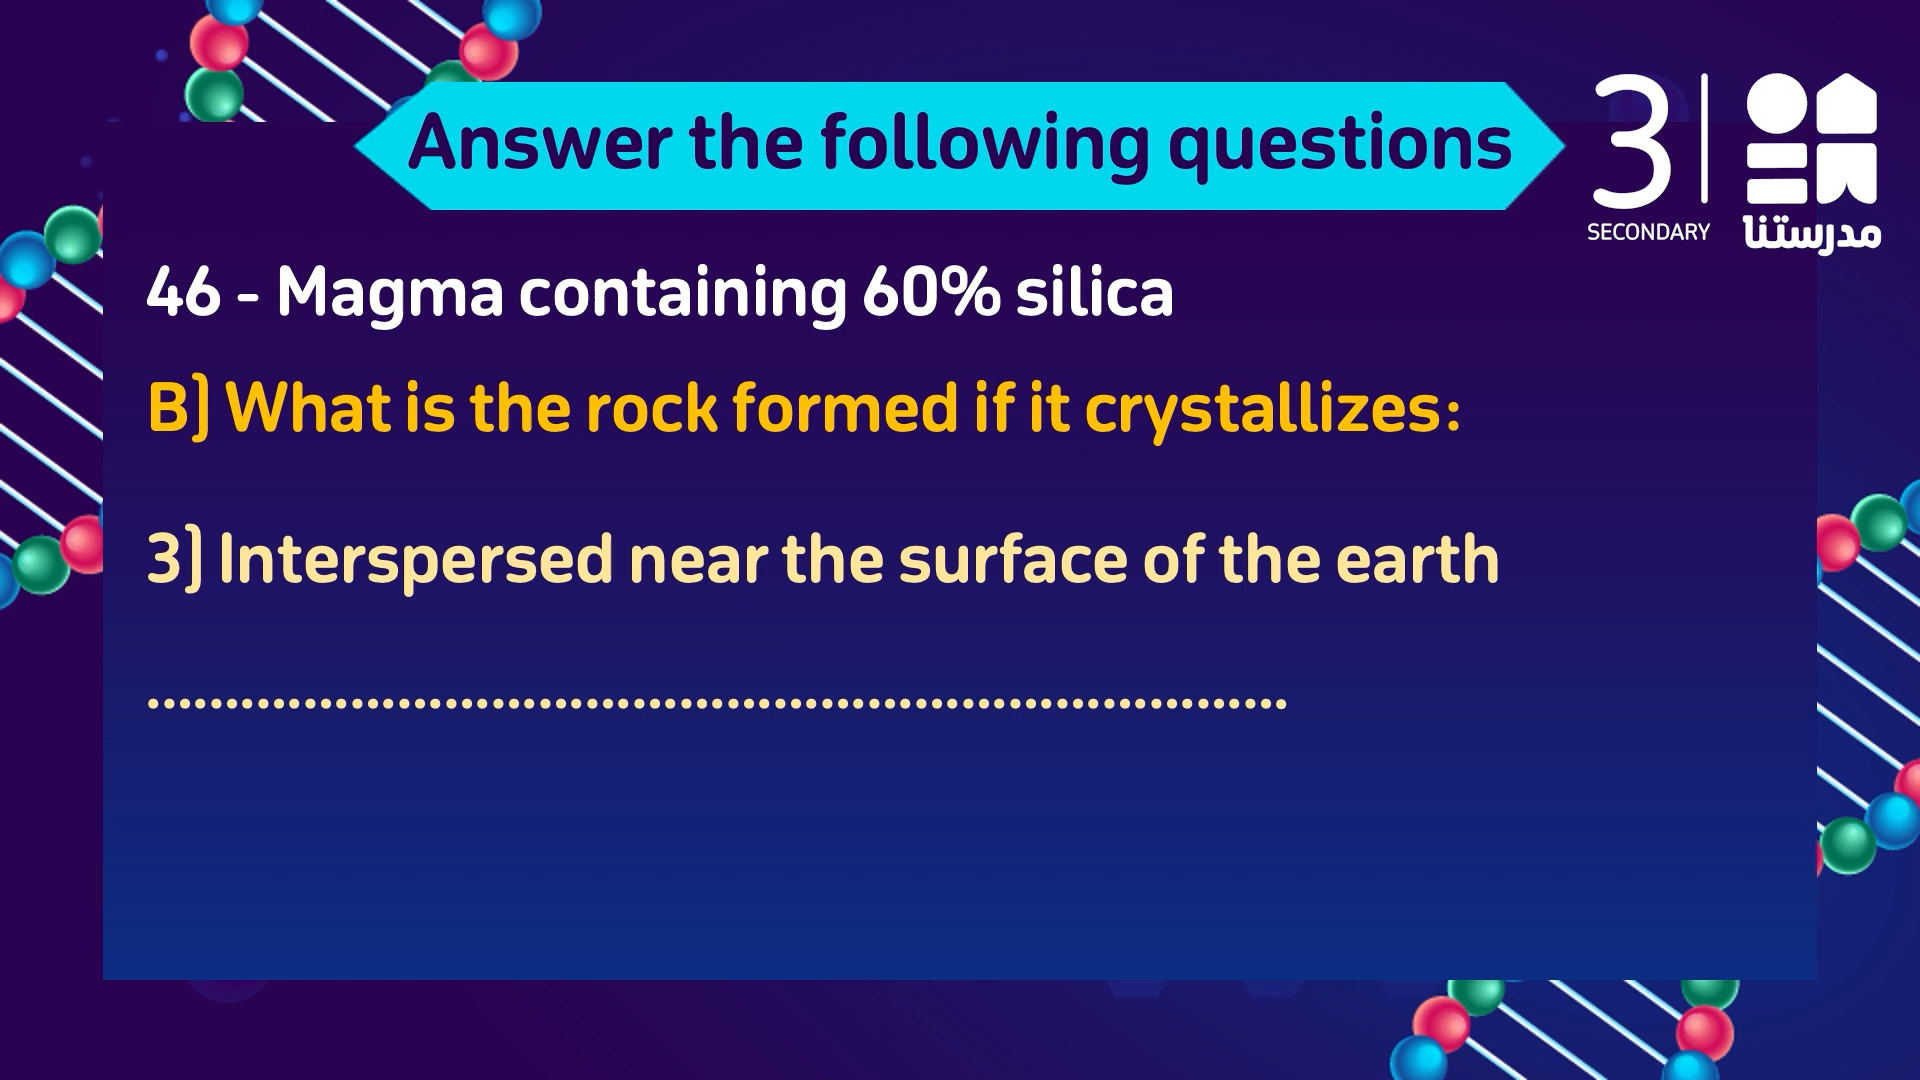 Answer the following questions
3
SECONDARY
مدرستنا
46 - Magma containing 60% silica
B) What is the rock formed if it crystallizes:
3) Interspersed near the surface of the earth
.........................................................................